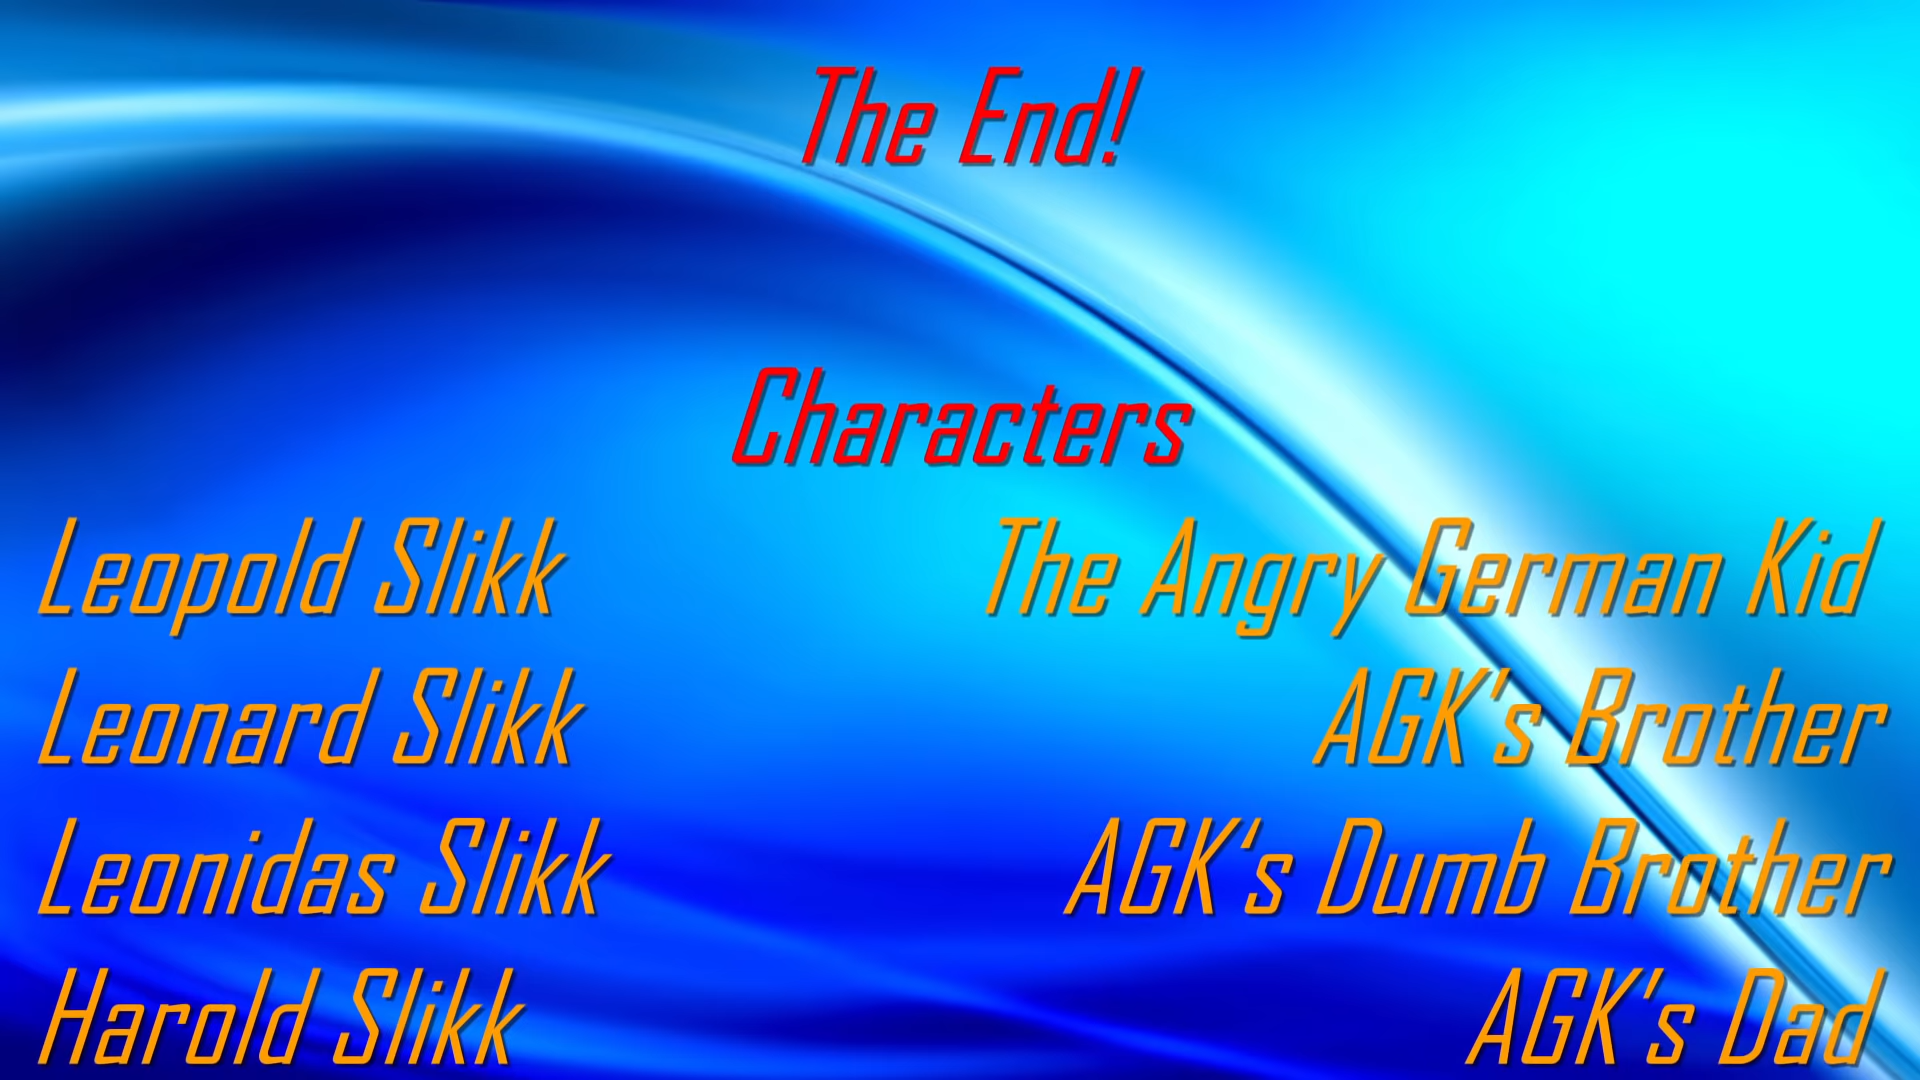 The End!
Characters
Leopold Slikk The Angry German Kid
Leonard Slikk AGK's Brother
Leonidas Slikk AGK's Dumb Brother
Harold Slikk AGK's Dad